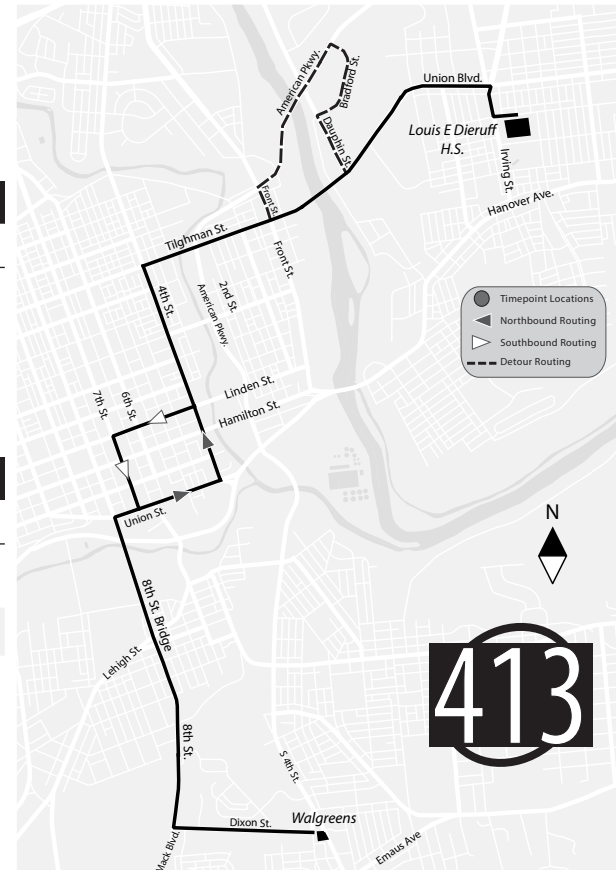 American Pkwy.
Bradford St.
Union Blvd.
Dauphin St.
Louis E Dieruff
H.S.
Irving St.
Hanover Ave.
Front St.
Tilghman St.
Front St.
2nd St.
American Pkwy.
4th St.
Timepoint Locations
Northbound Routing
Southbound Routing
Detour Routing
Linden St.
Hamilton St.
6th St.
7th St.
Union St.
N
8th St. Bridge
Lehigh St.
413
8th St.
S 4th St.
Dixon St.
Walgreens
Mack Blvd.
Emaus Ave